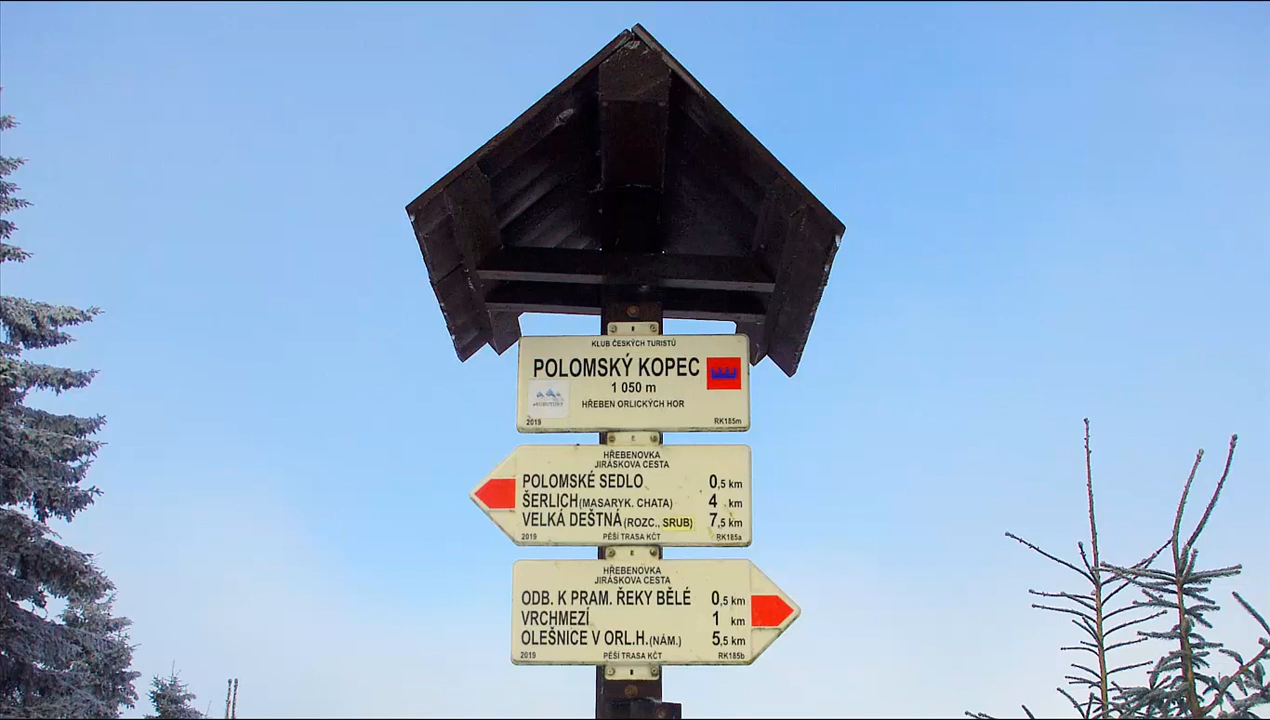 KLUB ČESKÝCH TURISTŮ
POLOMSKÝ KOPEC
1 050 m
HŘEBEN ORLICKÝCH HOR
2019 RK185m
HŘEBENOVKA
JIRÁSKOVA CESTA
POLOMSKÉ SEDLO 0,5 km
ŠERLICH (MASARYK. CHATA) 4 km
VELKÁ DEŠTNÁ (ROZC., SRUB) 7,5 km
2019 PĚŠÍ TRASA KČT RK185a
HŘEBENOVKA
JIRÁSKOVA CESTA
ODB. K PRAM. ŘEKY BĚLÉ 0,5 km
VRCHMEZÍ 1 km
OLEŠNICE V ORL.H. (NÁM.) 5,5 km
2019 PĚŠÍ TRASA KČT RK185b